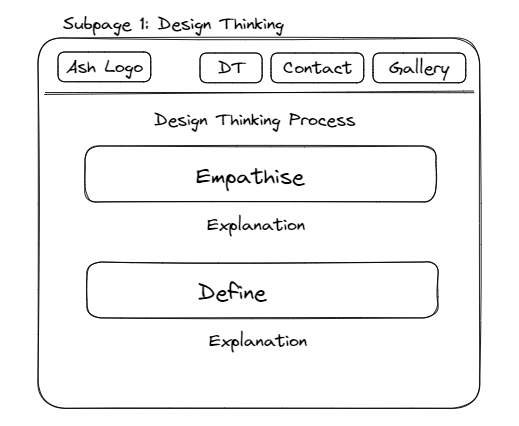 Subpage 1: Design Thinking
Ash Logo DT Contact Gallery
Design Thinking Process
Empathise
Explanation
Define
Explanation